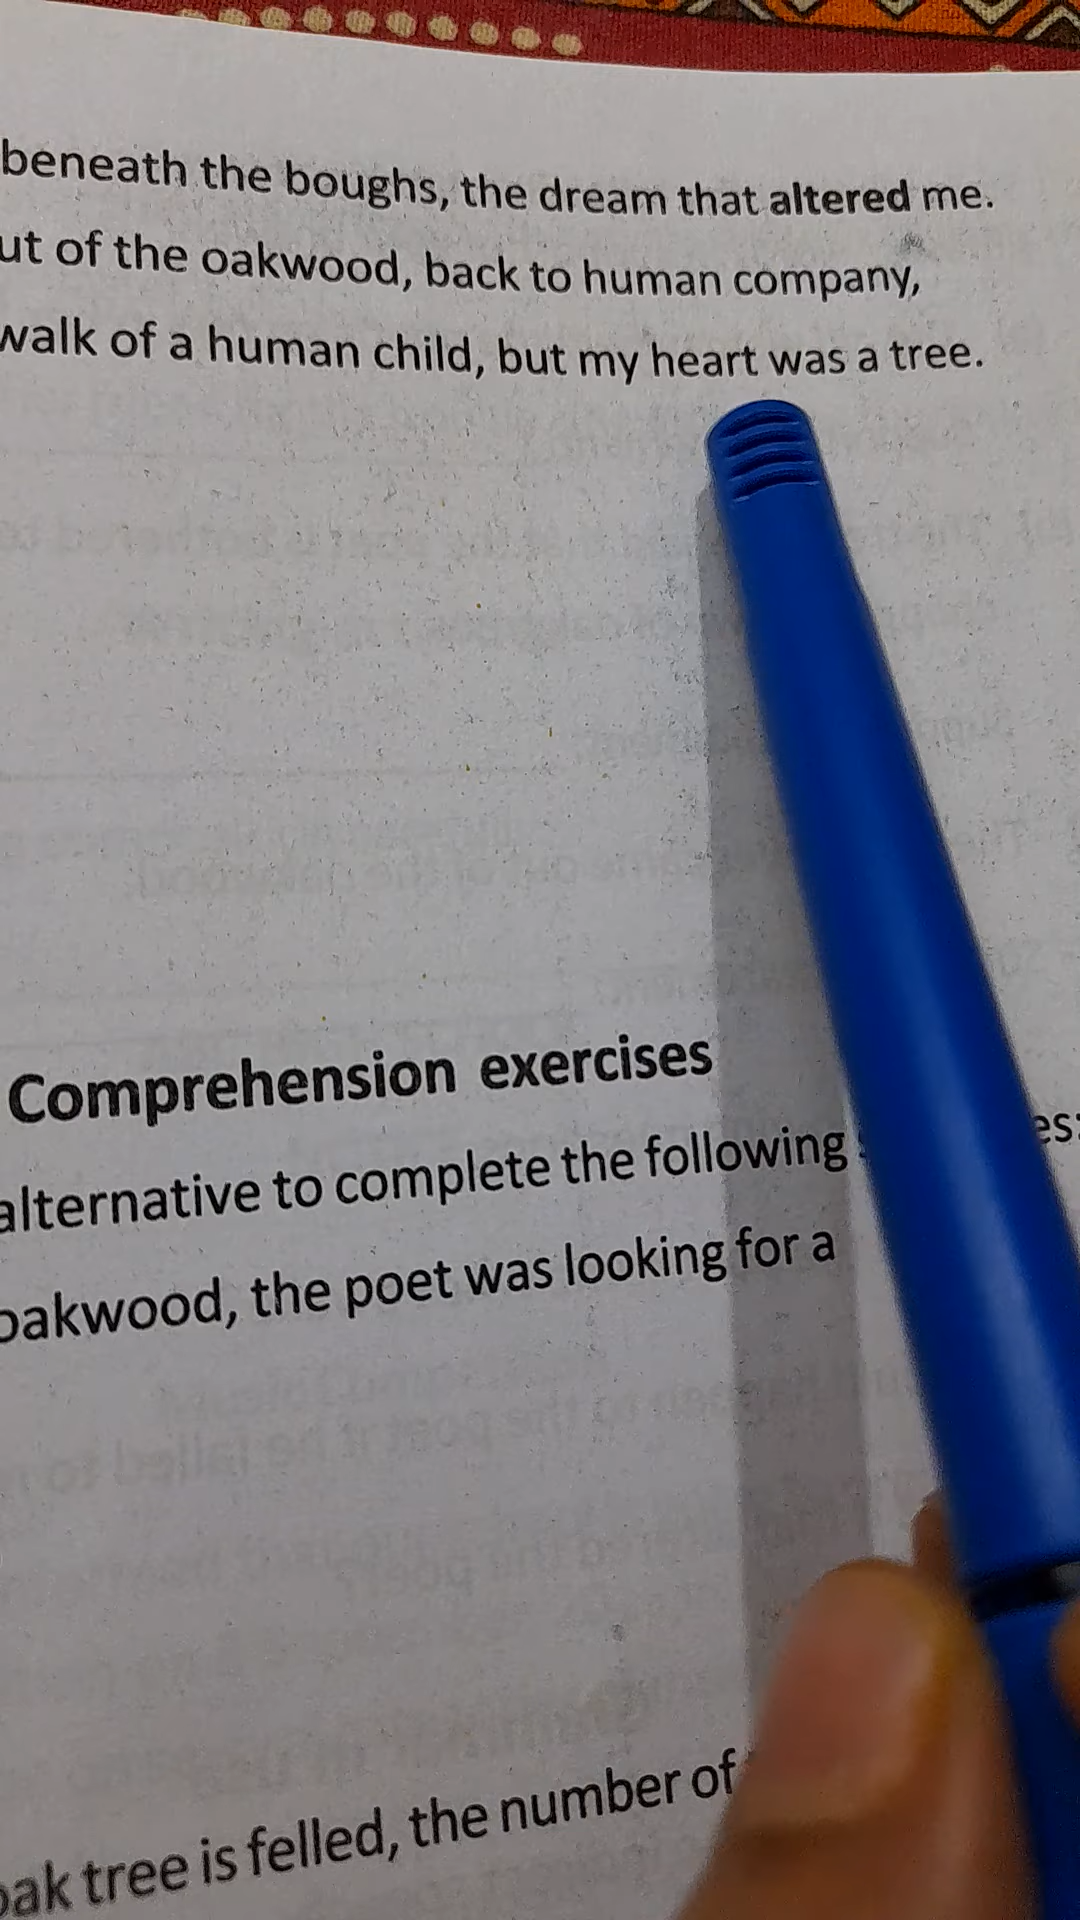 beneath the boughs, the dream that altered me.
ut of the oakwood, back to human company,
walk of a human child, but my heart was a tree.
Comprehension exercises
alternative to complete the following es:
oakwood, the poet was looking for a
oak tree is felled, the number of